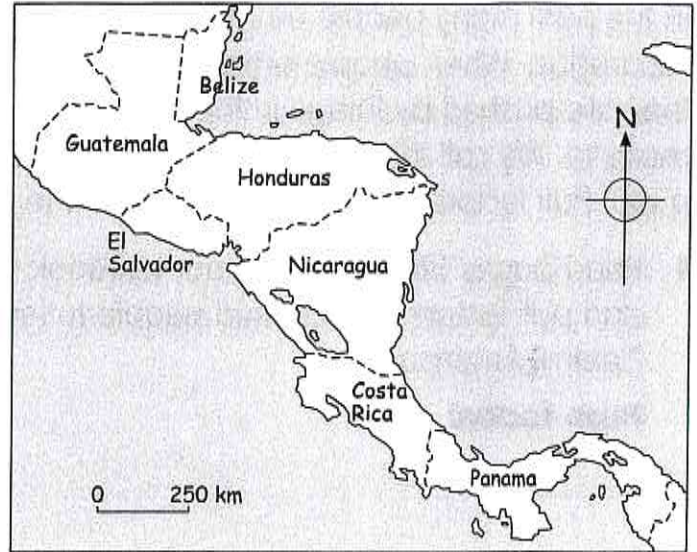 Belize
N
Guatemala
Honduras
El
Salvador
Nicaragua
Costa
Rica
Panama
0 250 km